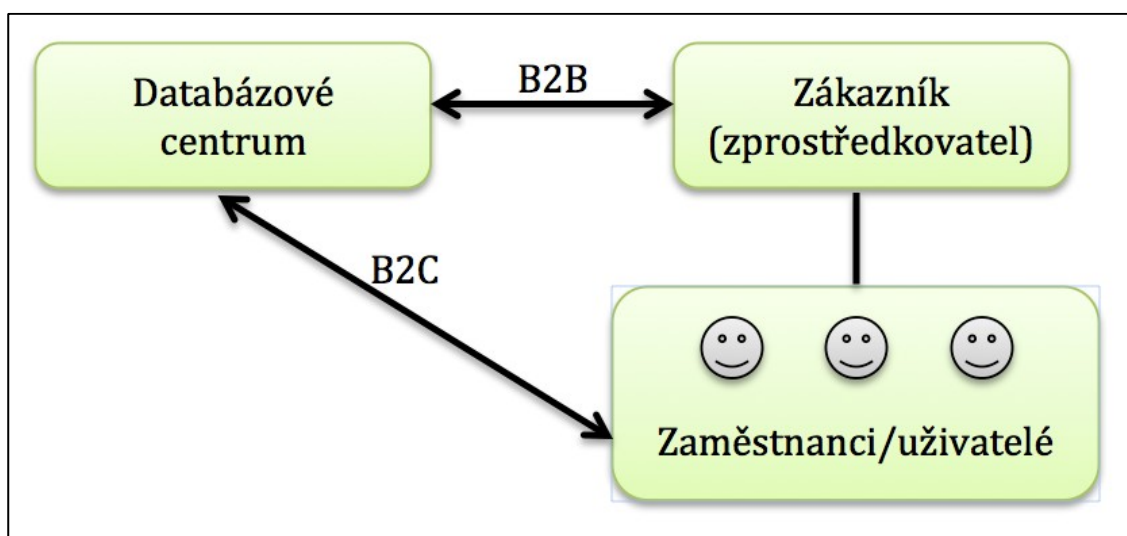 Databázové
centrum
B2B
Zákazník
(zprostředkovatel)
B2C
Zaměstnanci/uživatelé